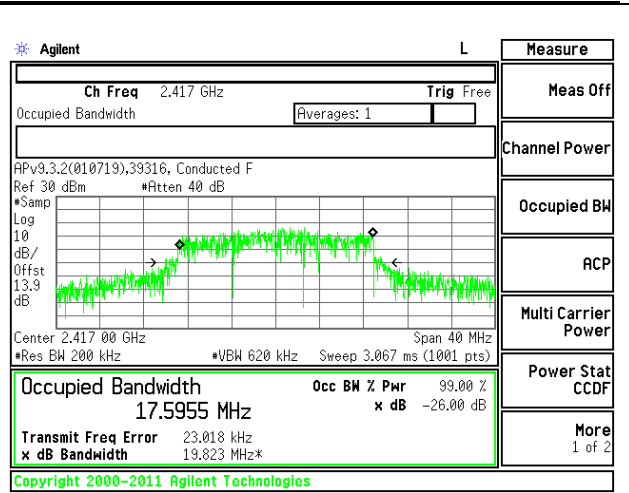 Agilent L Measure
Ch Freq 2.417 GHz Trig Free
Occupied Bandwidth Averages: 1
APv9.3.2(010719),39316, Conducted F
Ref 30 dBm #Atten 40 dB
#Samp
Log
10
dB/
Offst
13.9
dB
Center 2.417 00 GHz Span 40 MHz
#Res BW 200 kHz #VBW 620 kHz Sweep 3.067 ms (1001 pts)
Occupied Bandwidth Occ BW % Pwr 99.00 %
17.5955 MHz x dB -26.00 dB
Transmit Freq Error 23.018 kHz
x dB Bandwidth 19.823 MHz*
Copyright 2000-2011 Agilent Technologies
Meas Off
Channel Power
Occupied BW
ACP
Multi Carrier
Power
Power Stat
CCDF
More
1 of 2